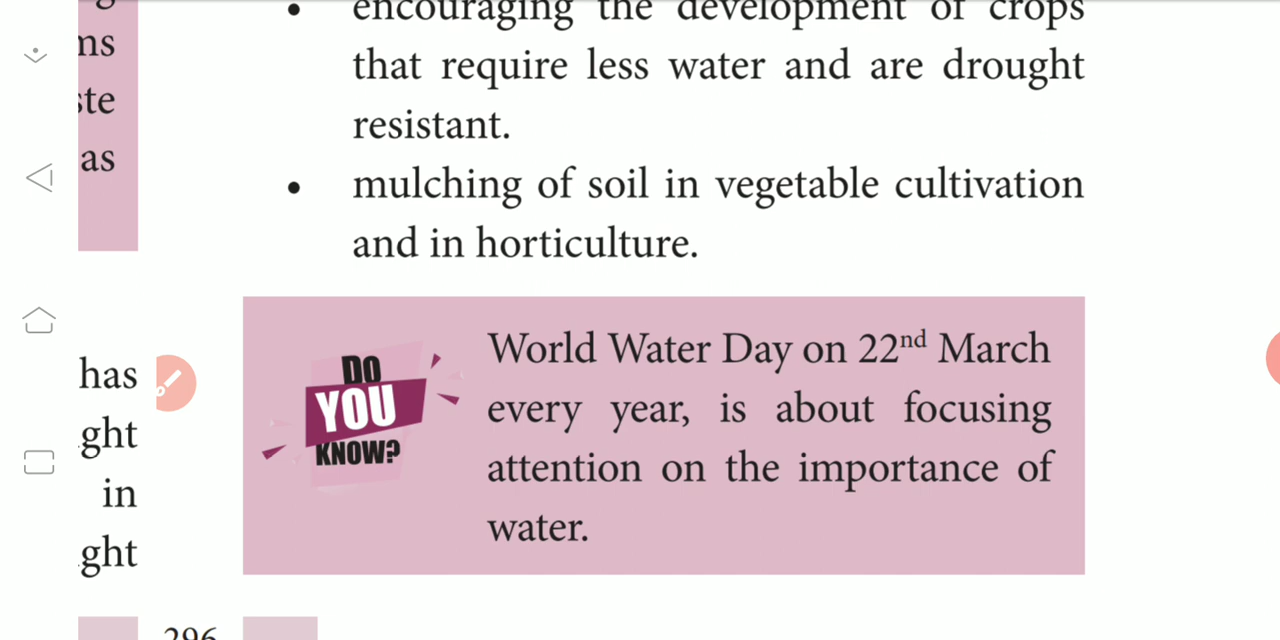 ms
as
encouraging the development of crops
that require less water and are drought
resistant.
• mulching of soil in vegetable cultivation
and in horticulture.
DO
YOU
KNOW?
World Water Day on 22nd March
every year, is about focusing
attention on the importance of
water.
has
ght
in
ght
296